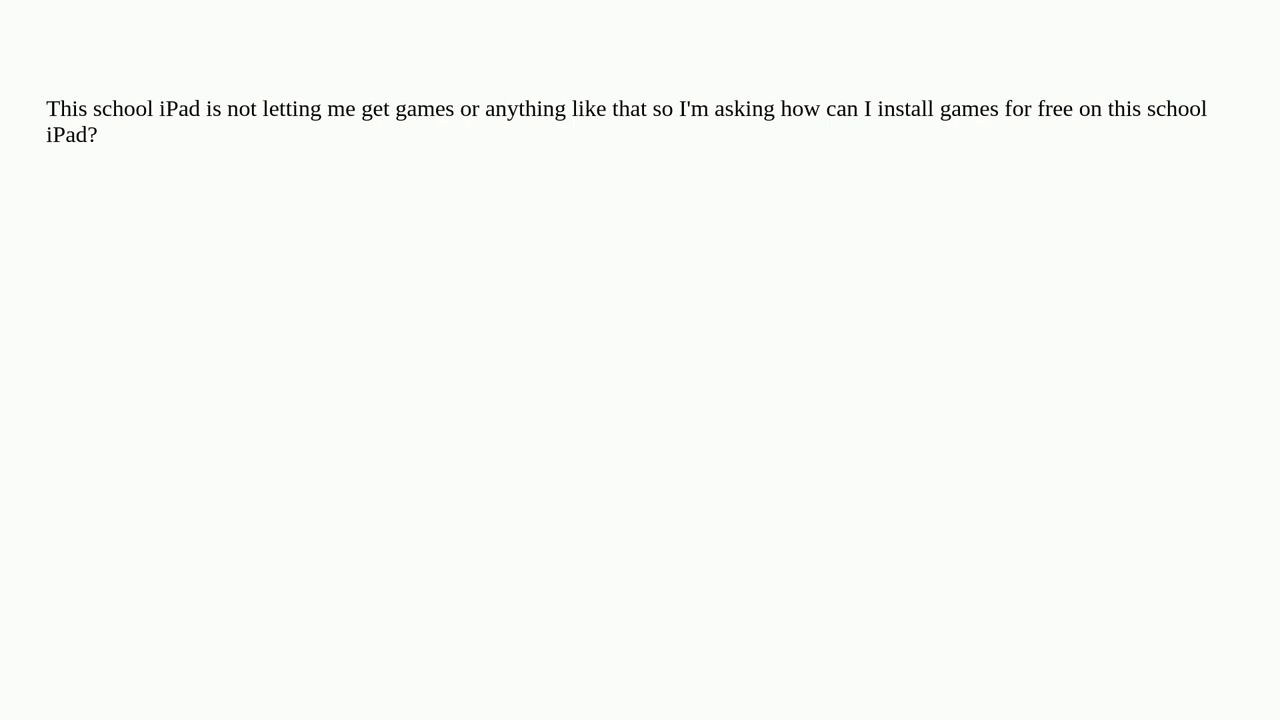 This school iPad is not letting me get games or anything like that so I'm asking how can I install games for free on this school
iPad?